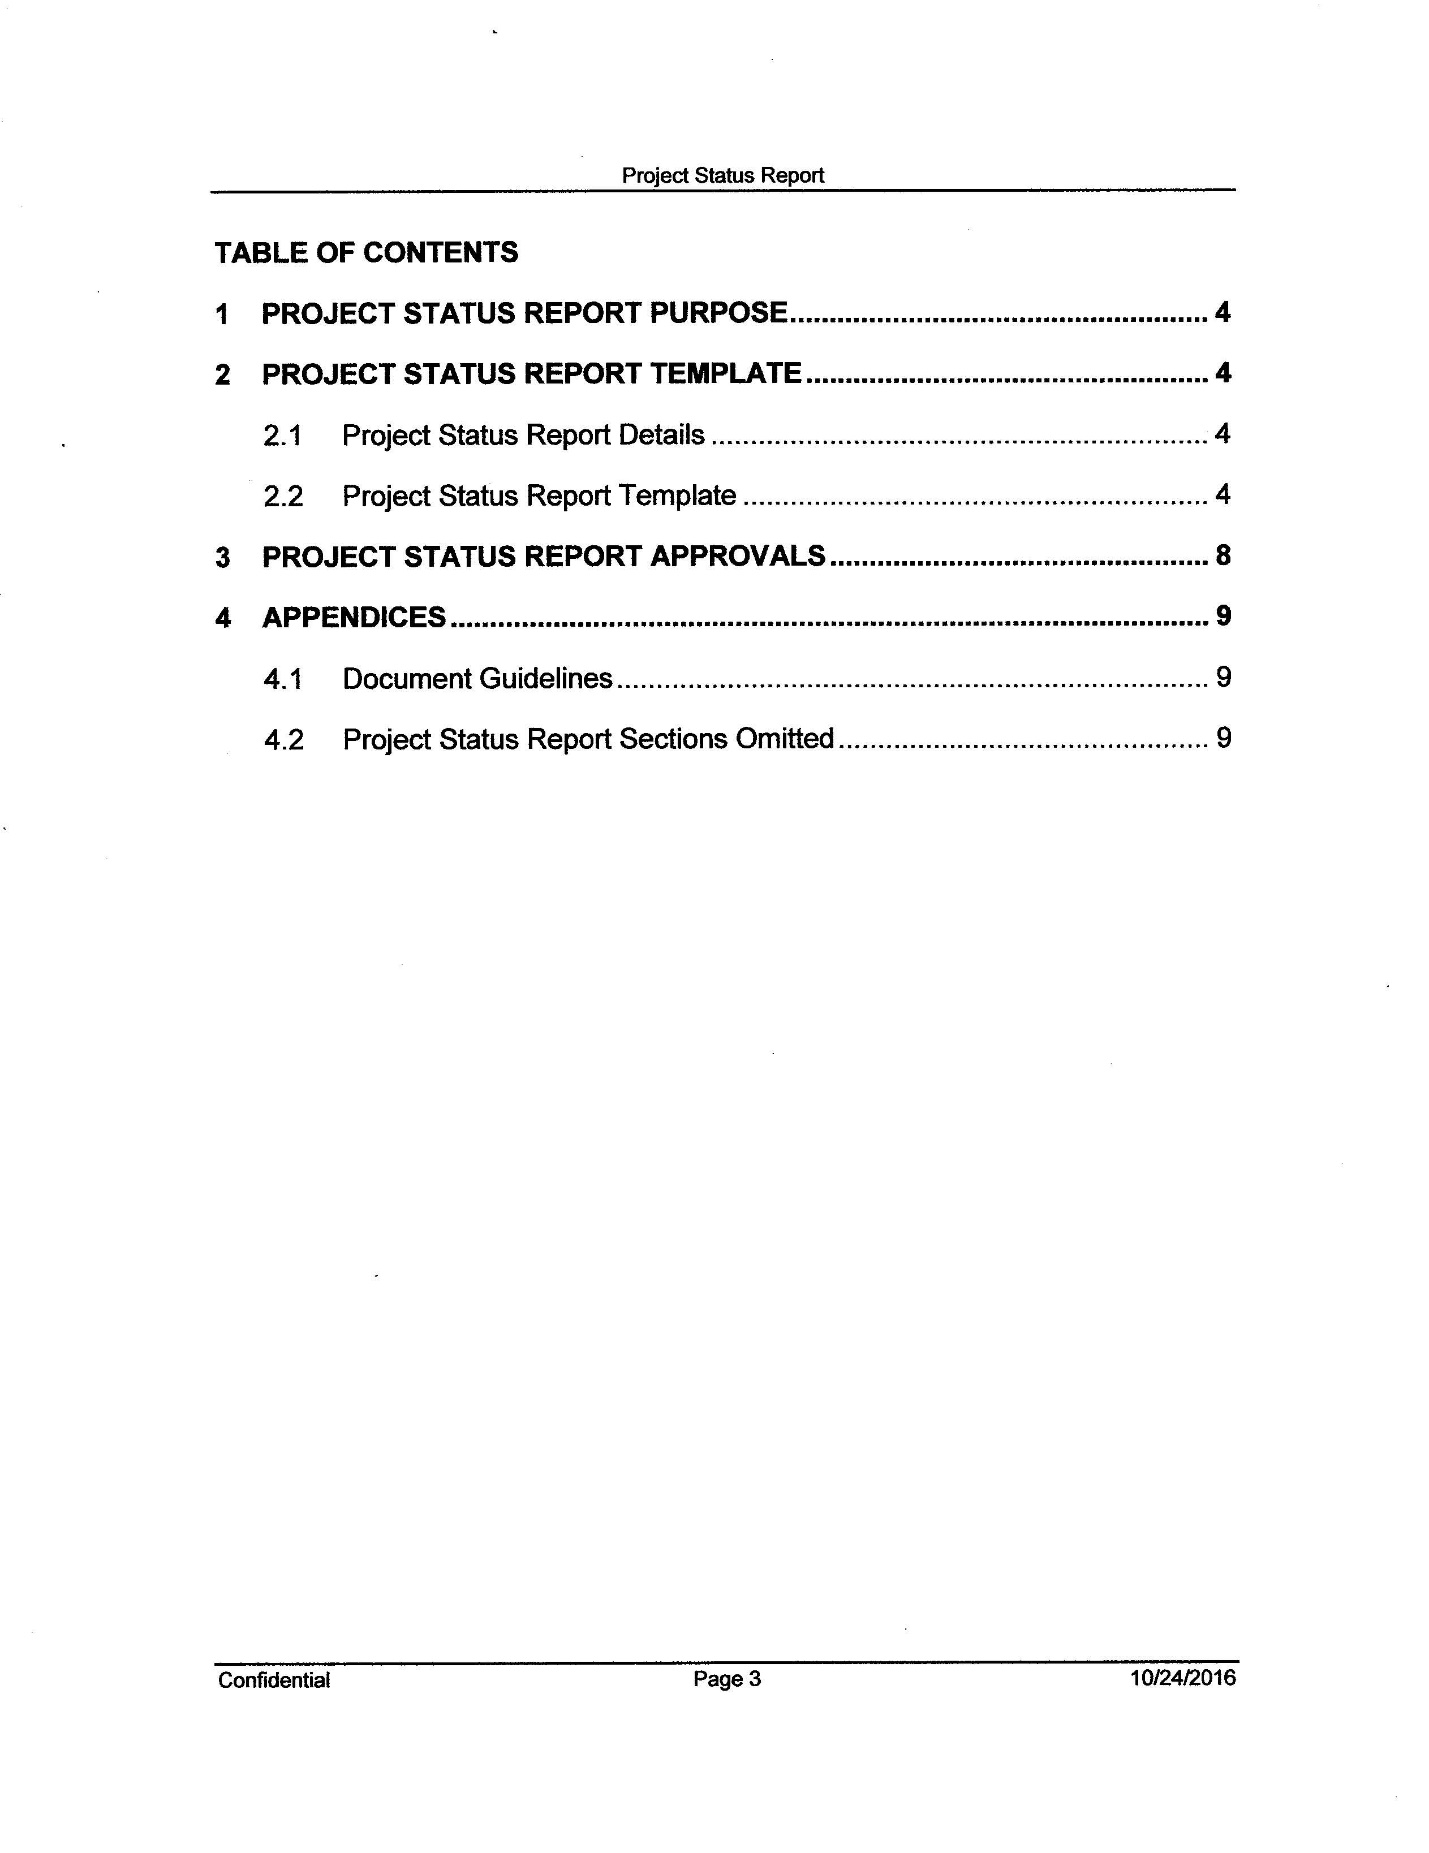 Project Status Report
TABLE OF CONTENTS
1 PROJECT STATUS REPORT PURPOSE..................................................... 4
2 PROJECT STATUS REPORT TEMPLATE................................................... 4
2.1 Project Status Report Details ............................................................... 4
2.2 Project Status Report Template ........................................................... 4
3 PROJECT STATUS REPORT APPROVALS................................................ 8
4 APPENDICES................................................................................................ 9
4.1 Document Guidelines........................................................................... 9
4.2 Project Status Report Sections Omitted............................................... 9
Confidential Page 3 10/24/2016